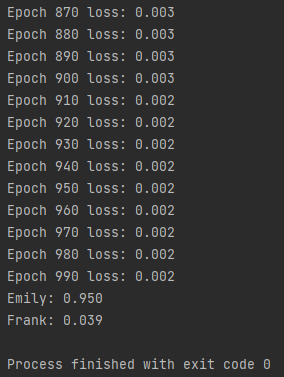 Epoch 870 loss: 0.003
Epoch 880 loss: 0.003
Epoch 890 loss: 0.003
Epoch 900 loss: 0.003
Epoch 910 loss: 0.002
Epoch 920 loss: 0.002
Epoch 930 loss: 0.002
Epoch 940 loss: 0.002
Epoch 950 loss: 0.002
Epoch 960 loss: 0.002
Epoch 970 loss: 0.002
Epoch 980 loss: 0.002
Epoch 990 loss: 0.002
Emily: 0.950
Frank: 0.039
Process finished with exit code 0